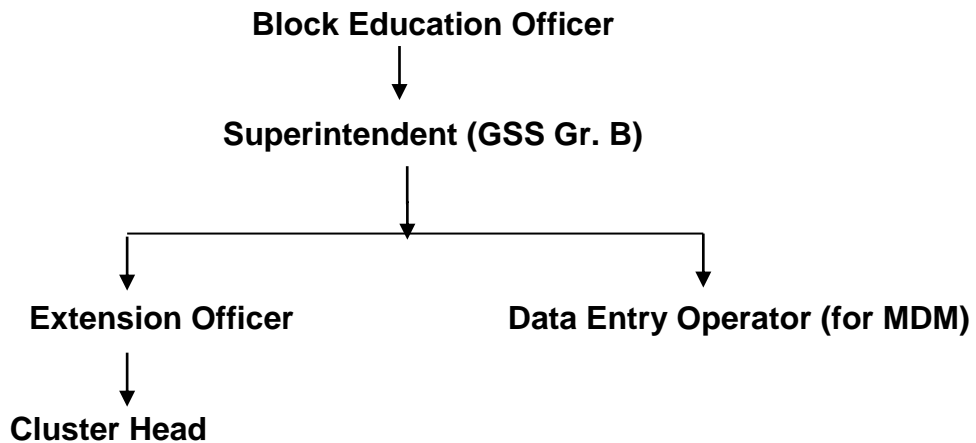 Block Education Officer
Superintendent (GSS Gr. B)
Extension Officer
Data Entry Operator (for MDM)
Cluster Head